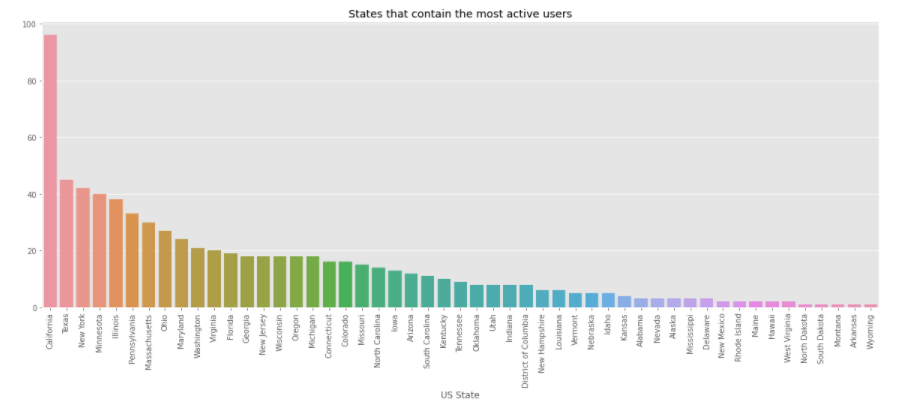 States that contain the most active users
100
80
60
40
20
0
California
Texas
New York
Minnesota
Illinois
Pennsylvania
Massachusetts
Ohio
Maryland
Washington
Virginia
Florida
Georgia
New Jersey
Wisconsin
Oregon
Michigan
Connecticut
Colorado
Missouri
North Carolina
Iowa
Arizona
South Carolina
Kentucky
Tennessee
Oklahoma
Utah
Indiana
District of Columbia
New Hampshire
Louisiana
Vermont
Nebraska
Idaho
Kansas
Alabama
Nevada
Alaska
Mississippi
Delaware
New Mexico
Rhode Island
Maine
Hawaii
West Virginia
North Dakota
South Dakota
Montana
Arkansas
Wyoming
US State